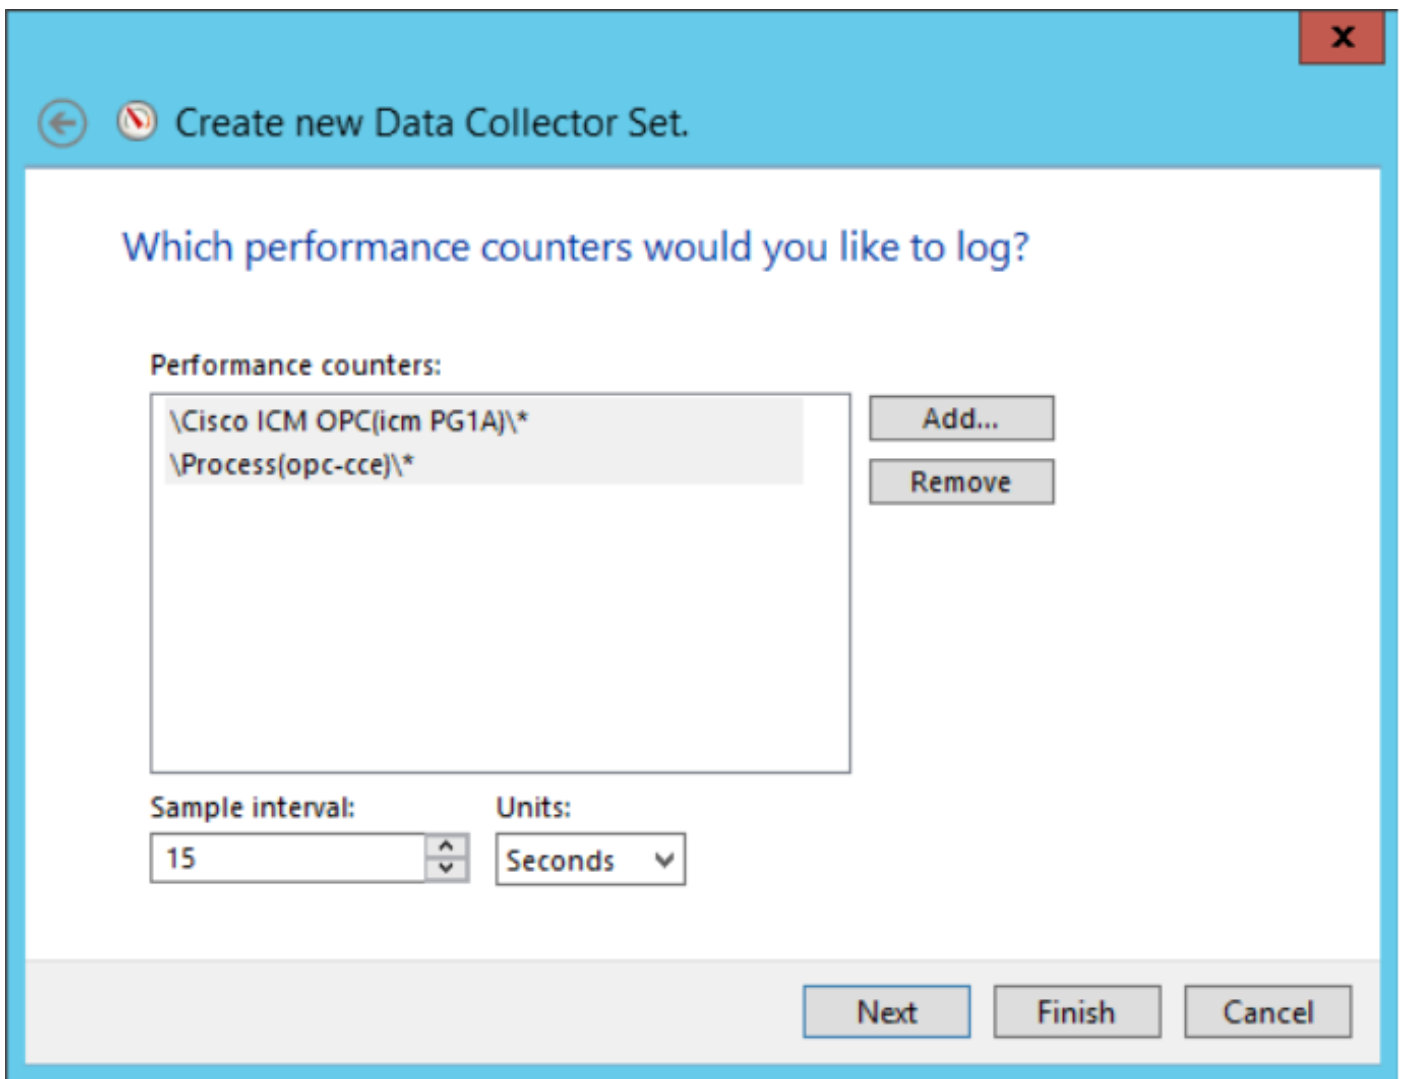 x
Create new Data Collector Set.
Which performance counters would you like to log?
Performance counters:
\Cisco ICM OPC(icm PG1A)\*
\Process(opc-cce)\*
Add...
Remove
Sample interval:
Units:
15
Seconds
Next
Finish
Cancel